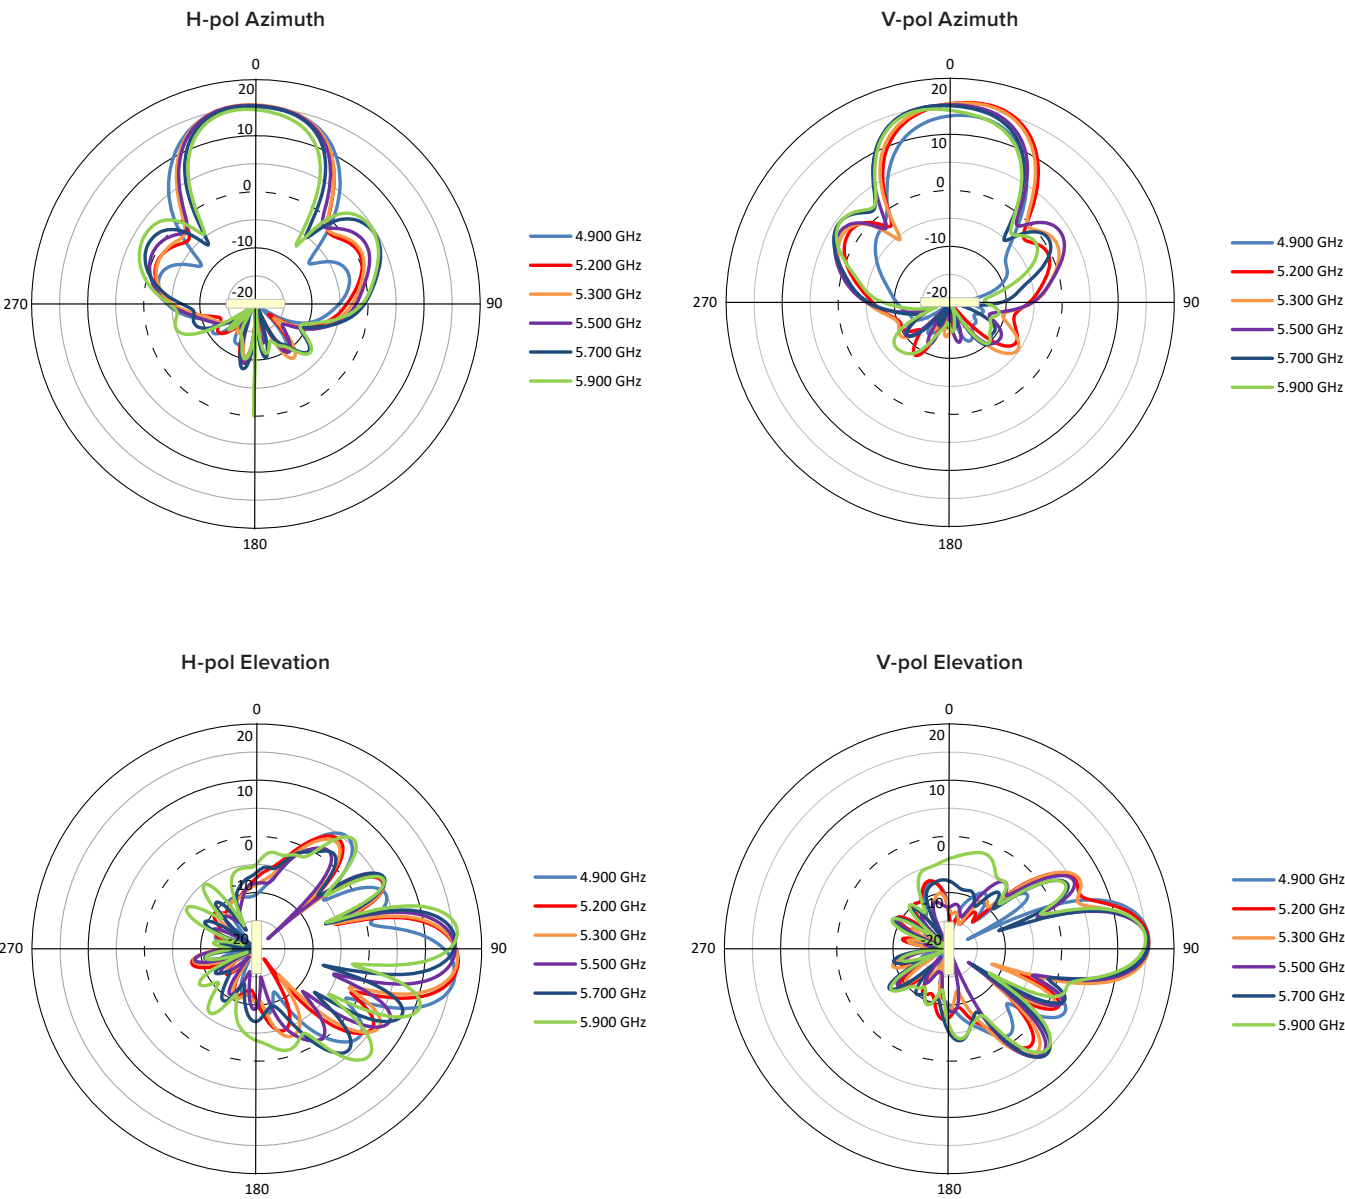 H-pol Azimuth
0
20
10
0
-10
-20
270
90
180
4.900 GHz
5.200 GHz
5.300 GHz
5.500 GHz
5.700 GHz
5.900 GHz
V-pol Azimuth
0
20
10
0
-10
-20
270
90
180
4.900 GHz
5.200 GHz
5.300 GHz
5.500 GHz
5.700 GHz
5.900 GHz
H-pol Elevation
0
20
10
0
-10
-20
270
90
180
4.900 GHz
5.200 GHz
5.300 GHz
5.500 GHz
5.700 GHz
5.900 GHz
V-pol Elevation
0
20
10
0
-10
-20
270
90
180
4.900 GHz
5.200 GHz
5.300 GHz
5.500 GHz
5.700 GHz
5.900 GHz